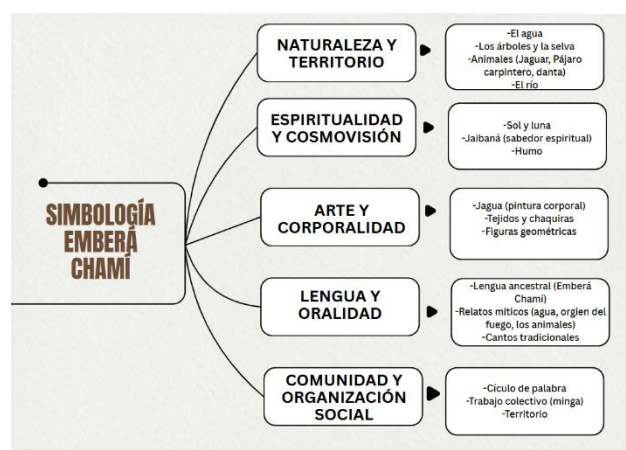 SIMBOLOGÍA
EMBERÁ
CHAMÍ
NATURALEZA Y
TERRITORIO
-El agua
-Los árboles y la selva
-Animales (Jaguar, Pájaro
carpintero, danta)
-El río
ESPIRITUALIDAD
Y COSMOVISIÓN
-Sol y luna
-Jaibaná (sabedor espiritual)
-Humo
ARTE Y
CORPORALIDAD
-Jagua (pintura corporal)
-Tejidos y chaquiras
-Figuras geométricas
LENGUA Y
ORALIDAD
-Lengua ancestral (Emberá
Chamí)
-Relatos míticos (agua, orgien del
fuego, los animales)
-Cantos tradicionales
COMUNIDAD Y
ORGANIZACIÓN
SOCIAL
-Cículo de palabra
-Trabajo colectivo (minga)
-Territorio